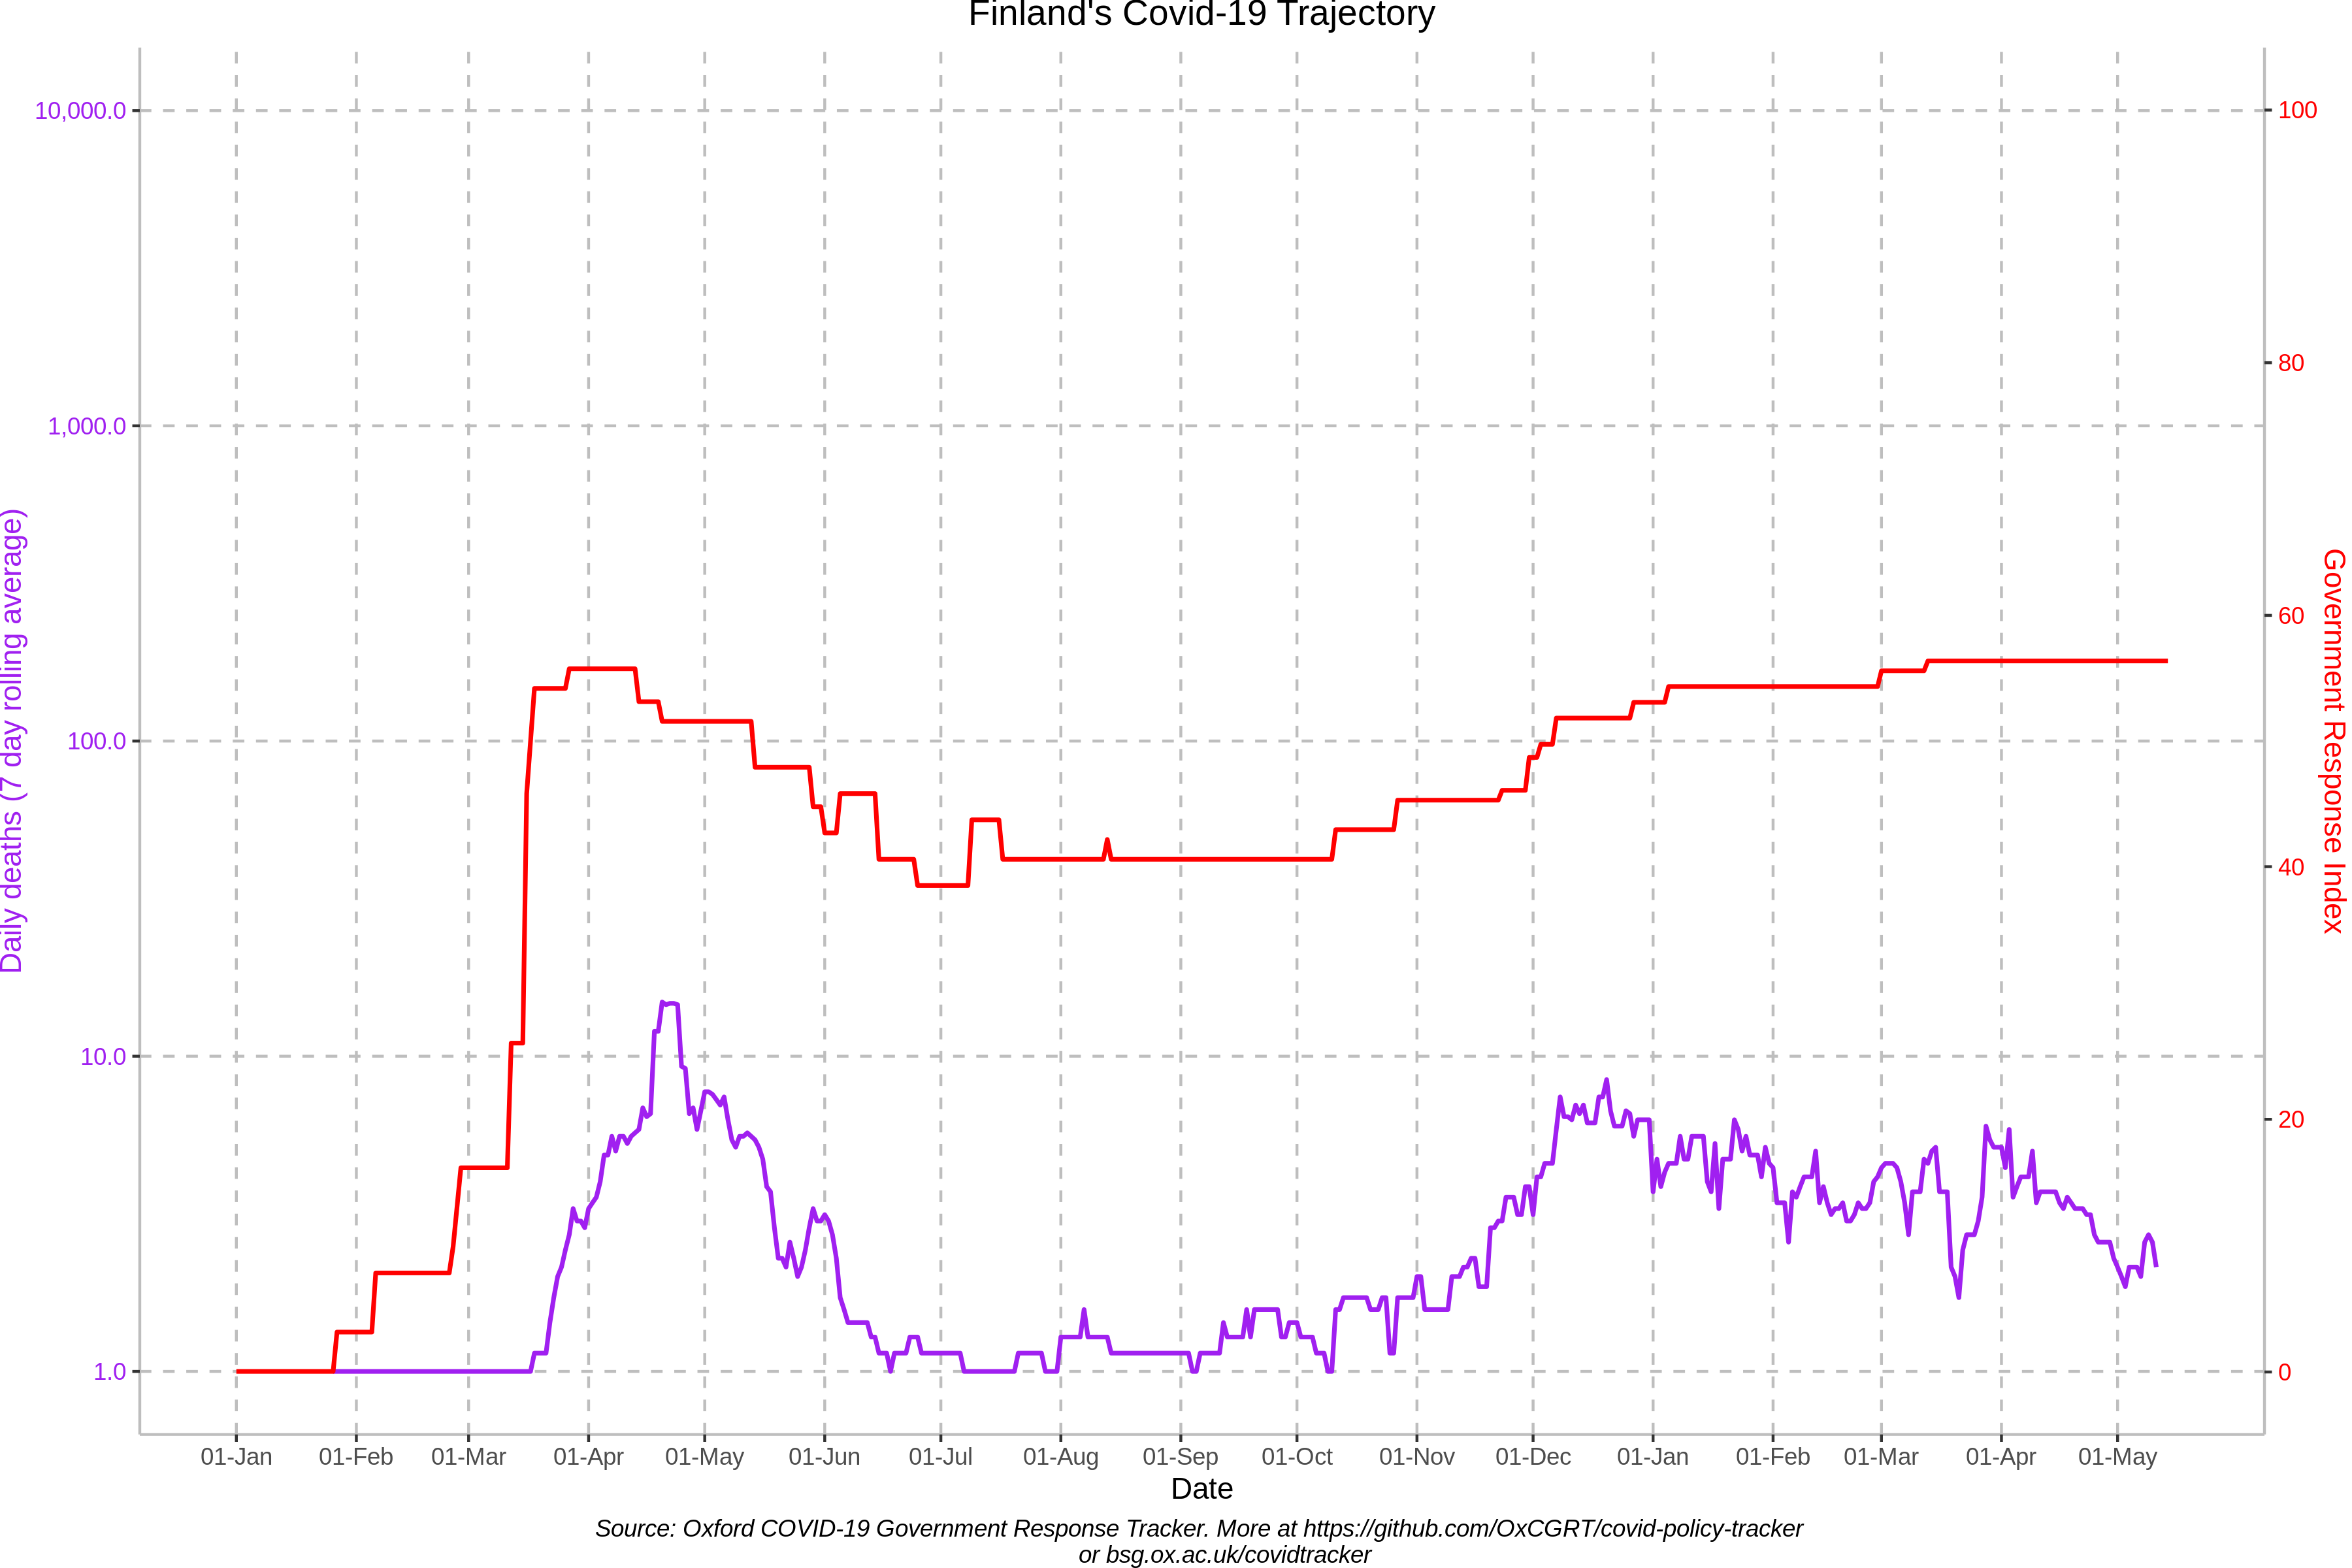 Finland's Covid-19 Trajectory
10,000.0
1,000.0
100.0
10.0
1.0
Daily deaths (7 day rolling average)
100
80
60
40
20
0
Government Response Index
01-Jan 01-Feb 01-Mar 01-Apr 01-May 01-Jun 01-Jul 01-Aug 01-Sep 01-Oct 01-Nov 01-Dec 01-Jan 01-Feb 01-Mar 01-Apr 01-May
Date
Source: Oxford COVID-19 Government Response Tracker. More at https://github.com/OxCGRT/covid-policy-tracker
or bsg.ox.ac.uk/covidtracker